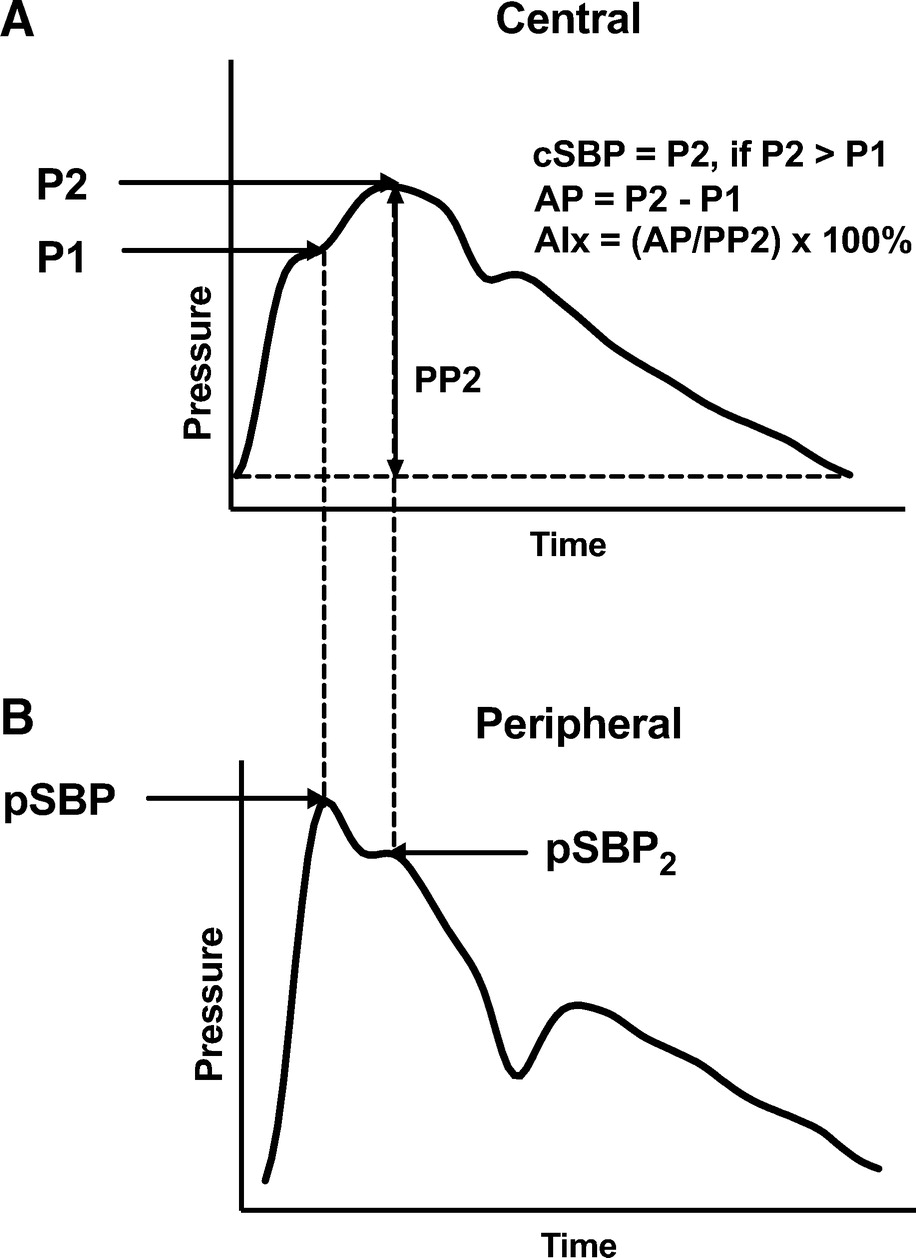 A
Central
cSBP = P2, if P2 > P1
P2
AP = P2 - P1
P1
AIx = (AP/PP2) x 100%
Pressure
PP2
Time
B
Peripheral
pSBP
pSBP₂
Pressure
Time